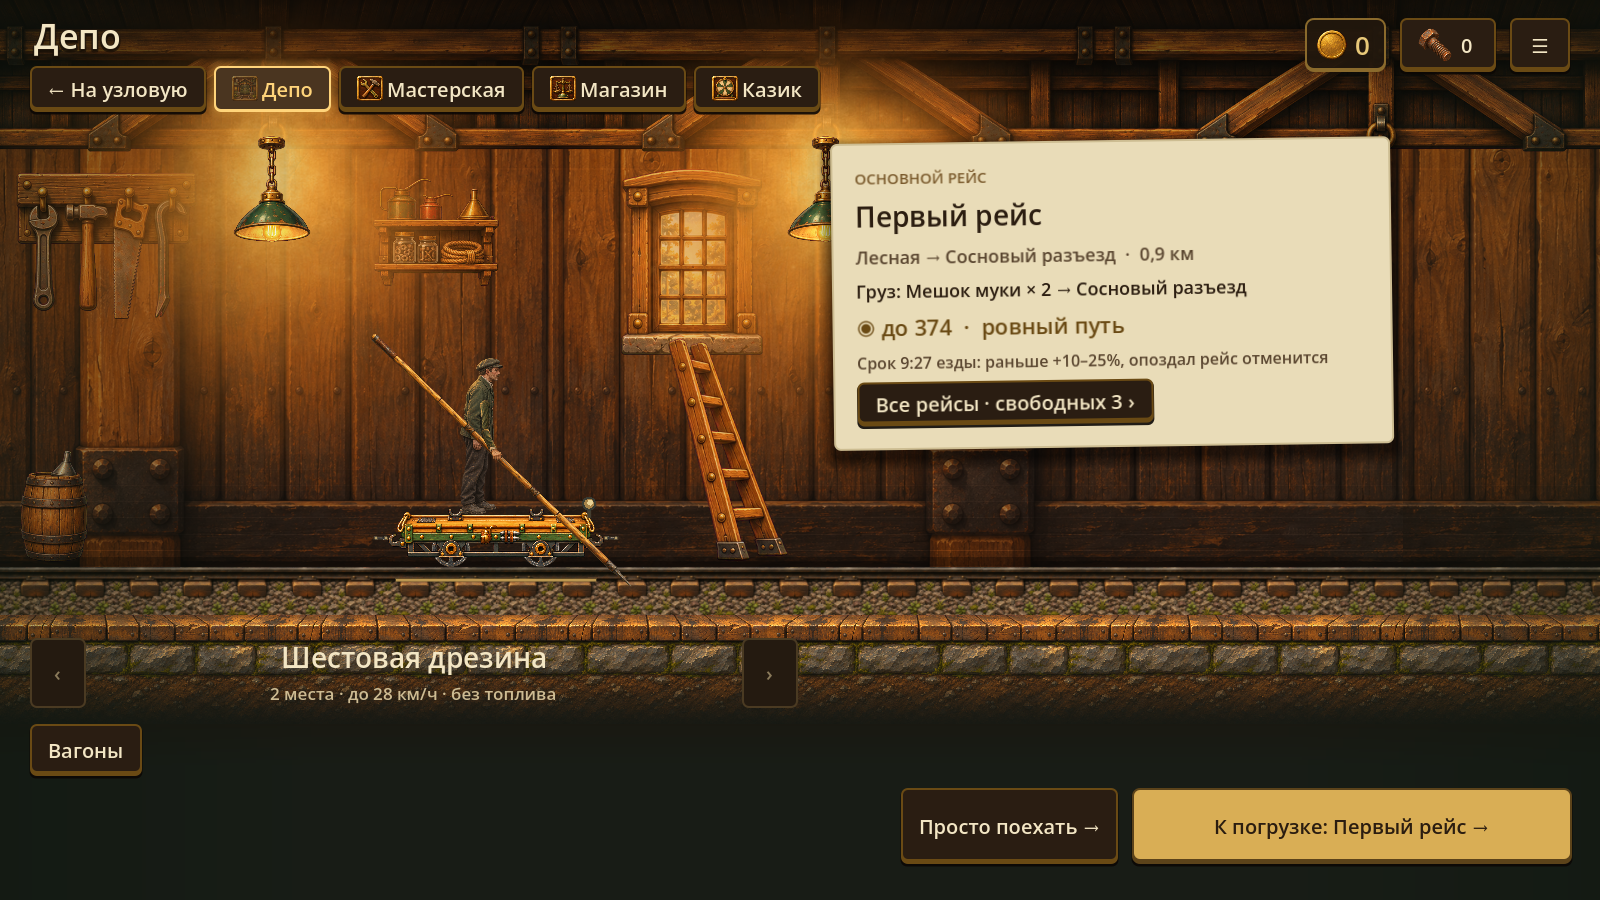 Депо
0
0
← На узловую
Депо
Мастерская
Магазин
Казик
ОСНОВНОЙ РЕЙС
Первый рейс
Лесная → Сосновый разъезд · 0,9 км
Груз: Мешок муки × 2 → Сосновый разъезд
◉ до 374 · ровный путь
Срок 9:27 езды: раньше +10–25%, опоздал рейс отменится
Все рейсы · свободных 3 ›
Шестовая дрезина
2 места · до 28 км/ч · без топлива
Вагоны
Просто поехать →
К погрузке: Первый рейс →